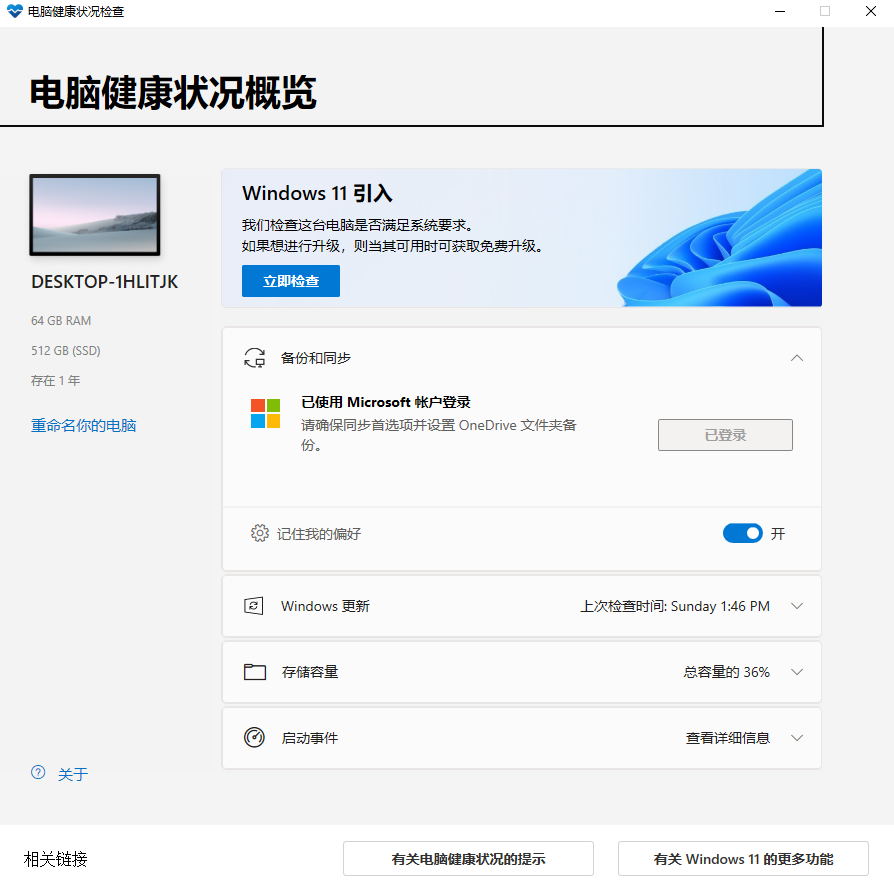 电脑健康状况检查
电脑健康状况概览
DESKTOP-1HLITJK
64 GB RAM
512 GB (SSD)
存在 1 年
重命名你的电脑
Windows 11 引入
我们检查这台电脑是否满足系统要求。
如果想进行升级，则当其可用时可获取免费升级。
立即检查
备份和同步
已使用 Microsoft 帐户登录
请确保同步首选项并设置 OneDrive 文件夹备
份。
已登录
记住我的偏好
开
Windows 更新
上次检查时间: Sunday 1:46 PM
存储容量
总容量的 36%
启动事件
查看详细信息
关于
相关链接
有关电脑健康状况的提示
有关 Windows 11 的更多功能